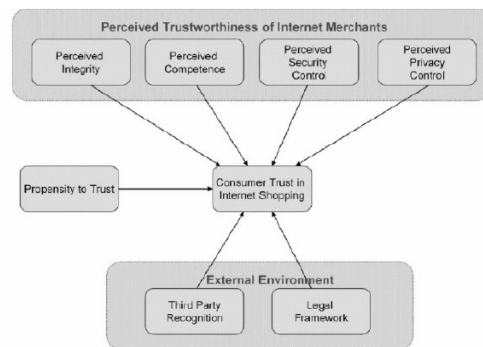 Perceived Trustworthiness of Internet Merchants
Perceived
Integrity
Perceived
Competence
Perceived
Security
Control
Perceived
Privacy
Control
Propensity to Trust
Consumer Trust in
Internet Shopping
External Environment
Third Party
Recognition
Legal
Framework